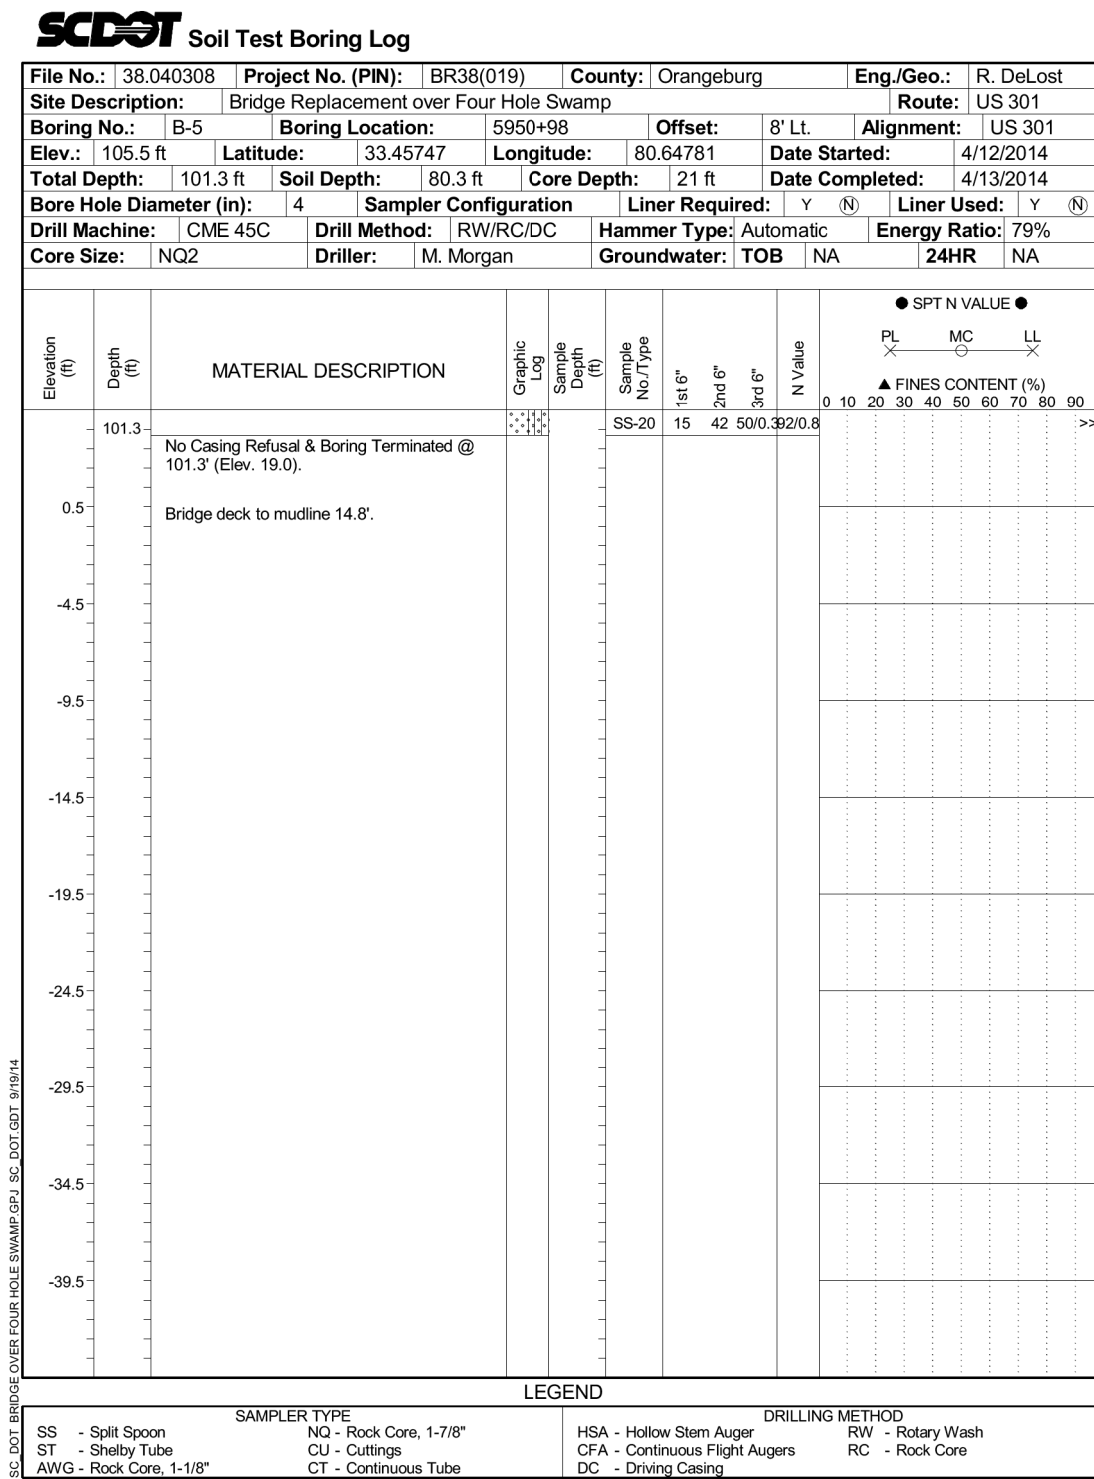 SCDOT Soil Test Boring Log
File No.: 38.040308 Project No. (PIN): BR38(019) County: Orangeburg Eng./Geo.: R. DeLost
Site Description: Bridge Replacement over Four Hole Swamp Route: US 301
Boring No.: B-5 Boring Location: 5950+98 Offset: 8' Lt. Alignment: US 301
Elev.: 105.5 ft Latitude: 33.45747 Longitude: 80.64781 Date Started: 4/12/2014
Total Depth: 101.3 ft Soil Depth: 80.3 ft Core Depth: 21 ft Date Completed: 4/13/2014
Bore Hole Diameter (in): 4 Sampler Configuration Liner Required: Y Ⓝ Liner Used: Y Ⓝ
Drill Machine: CME 45C Drill Method: RW/RC/DC Hammer Type: Automatic Energy Ratio: 79%
Core Size: NQ2 Driller: M. Morgan Groundwater: TOB NA 24HR NA
Elevation (ft)
Depth (ft)
MATERIAL DESCRIPTION
Graphic Log
Sample Depth (ft)
Sample No./Type
1st 6"
2nd 6"
3rd 6"
N Value
● SPT N VALUE ●
PL MC LL
▲ FINES CONTENT (%)
0 10 20 30 40 50 60 70 80 90
101.3 SS-20 15 42 50/0.3 92/0.8 >>
No Casing Refusal & Boring Terminated @
101.3' (Elev. 19.0).
0.5
Bridge deck to mudline 14.8'.
-4.5
-9.5
-14.5
-19.5
-24.5
-29.5
-34.5
-39.5
SC_DOT BRIDGE OVER FOUR HOLE SWAMP.GPJ SC_DOT.GDT 9/19/14
LEGEND
SAMPLER TYPE DRILLING METHOD
SS - Split Spoon NQ - Rock Core, 1-7/8" HSA - Hollow Stem Auger RW - Rotary Wash
ST - Shelby Tube CU - Cuttings CFA - Continuous Flight Augers RC - Rock Core
AWG - Rock Core, 1-1/8" CT - Continuous Tube DC - Driving Casing